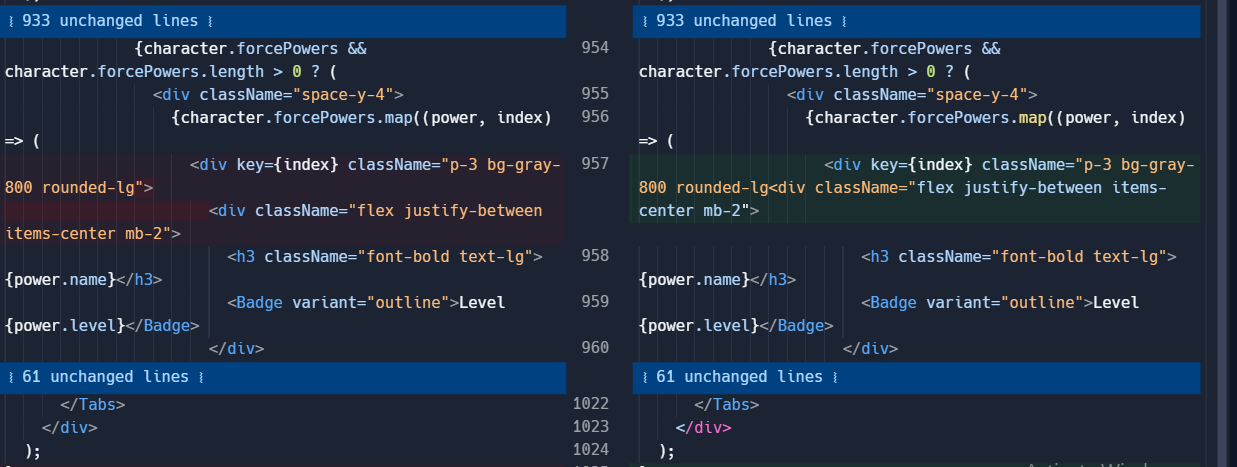 933 unchanged lines
{character.forcePowers &&
character.forcePowers.length > 0 ? (
<div className="space-y-4">
{character.forcePowers.map((power, index)
=> (
<div key={index} className="p-3 bg-gray-
800 rounded-lg">
<div className="flex justify-between
items-center mb-2">
<h3 className="font-bold text-lg">
{power.name}</h3>
<Badge variant="outline">Level
{power.level}</Badge>
</div>
61 unchanged lines
</Tabs>
</div>
);
933 unchanged lines
954 {character.forcePowers &&
character.forcePowers.length > 0 ? (
955 <div className="space-y-4">
956 {character.forcePowers.map((power, index)
=> (
957 <div key={index} className="p-3 bg-gray-
800 rounded-lg<div className="flex justify-between items-
center mb-2">
958 <h3 className="font-bold text-lg">
{power.name}</h3>
959 <Badge variant="outline">Level
{power.level}</Badge>
960 </div>
61 unchanged lines
1022 </Tabs>
1023 </div>
1024 );